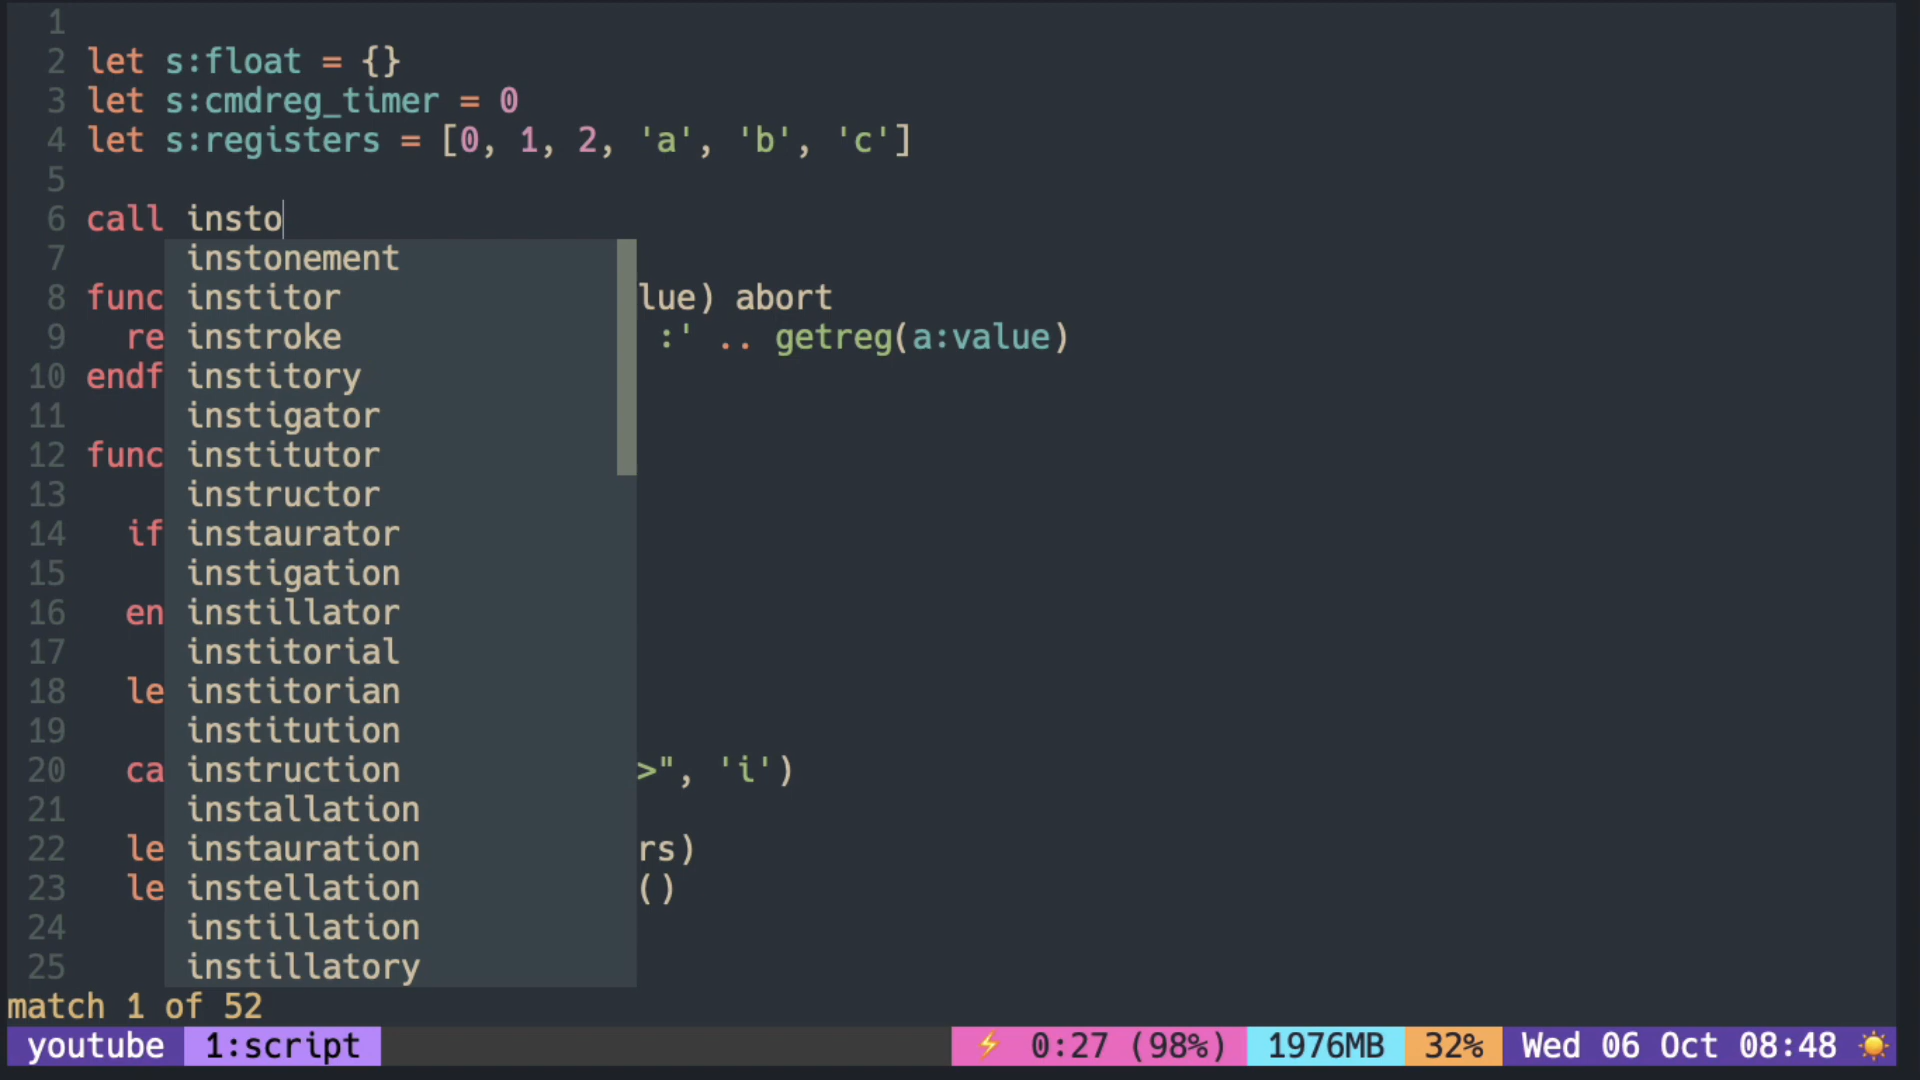 1
2 let s:float = {}
3 let s:cmdreg_timer = 0
4 let s:registers = [0, 1, 2, 'a', 'b', 'c']
5
6 call insto
7 instonement
8 func institor lue) abort
9 re instroke :' .. getreg(a:value)
10 endf institory
11 instigator
12 func institutor
13 instructor
14 if instaurator
15 instigation
16 en instillator
17 institorial
18 le institorian
19 institution
20 ca instruction >", 'i')
21 installation
22 le instauration rs)
23 le instellation ()
24 instillation
25 instillatory
match 1 of 52
youtube 1:script ⚡ 0:27 (98%) 1976MB 32% Wed 06 Oct 08:48 ☀️